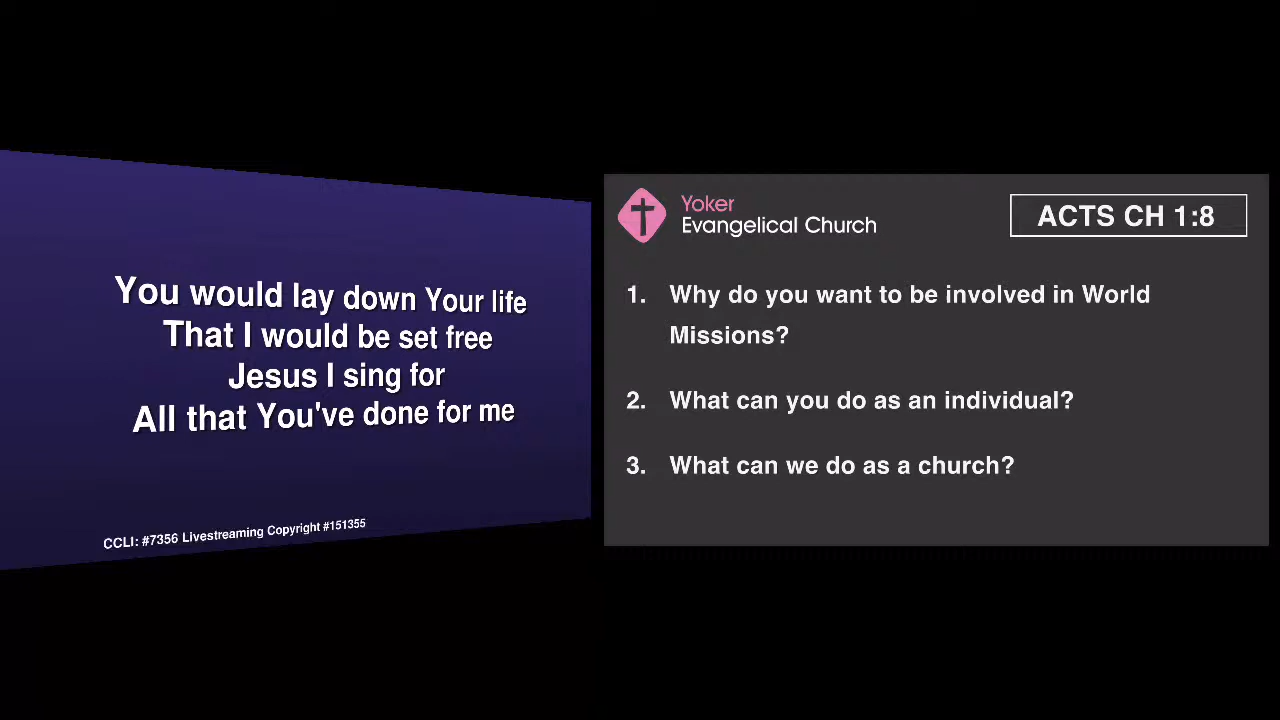 You would lay down Your life
That I would be set free
Jesus I sing for
All that You've done for me
CCLI: #7356 Livestreaming Copyright #151355
Yoker
Evangelical Church
ACTS CH 1:8
1. Why do you want to be involved in World
Missions?
2. What can you do as an individual?
3. What can we do as a church?